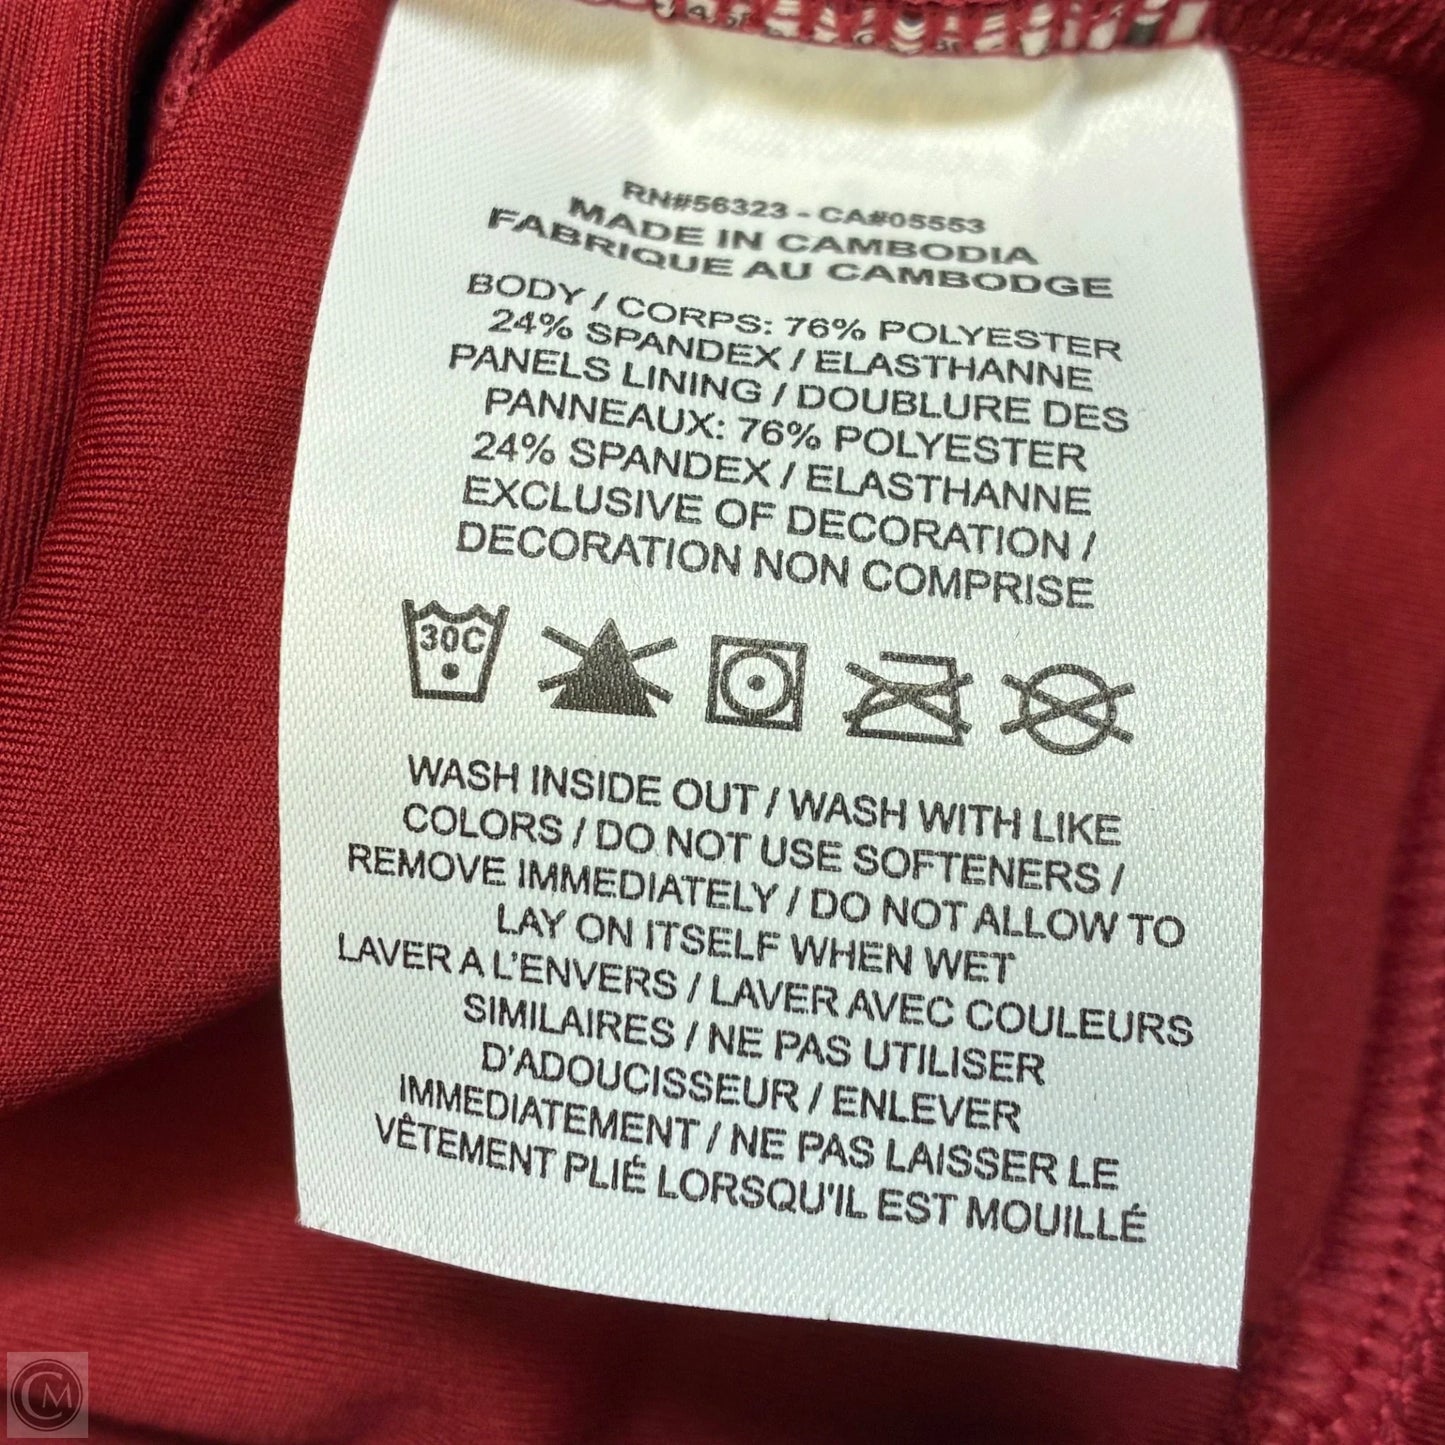 RN#56323 - CA#05553
MADE IN CAMBODIA
FABRIQUE AU CAMBODGE
BODY / CORPS: 76% POLYESTER
24% SPANDEX / ELASTHANNE
PANELS LINING / DOUBLURE DES
PANNEAUX: 76% POLYESTER
24% SPANDEX / ELASTHANNE
EXCLUSIVE OF DECORATION /
DECORATION NON COMPRISE
30C
WASH INSIDE OUT / WASH WITH LIKE
COLORS / DO NOT USE SOFTENERS /
REMOVE IMMEDIATELY / DO NOT ALLOW TO
LAY ON ITSELF WHEN WET
LAVER A L'ENVERS / LAVER AVEC COULEURS
SIMILAIRES / NE PAS UTILISER
D'ADOUCISSEUR / ENLEVER
IMMEDIATEMENT / NE PAS LAISSER LE
VÊTEMENT PLIÉ LORSQU'IL EST MOUILLÉ
CM